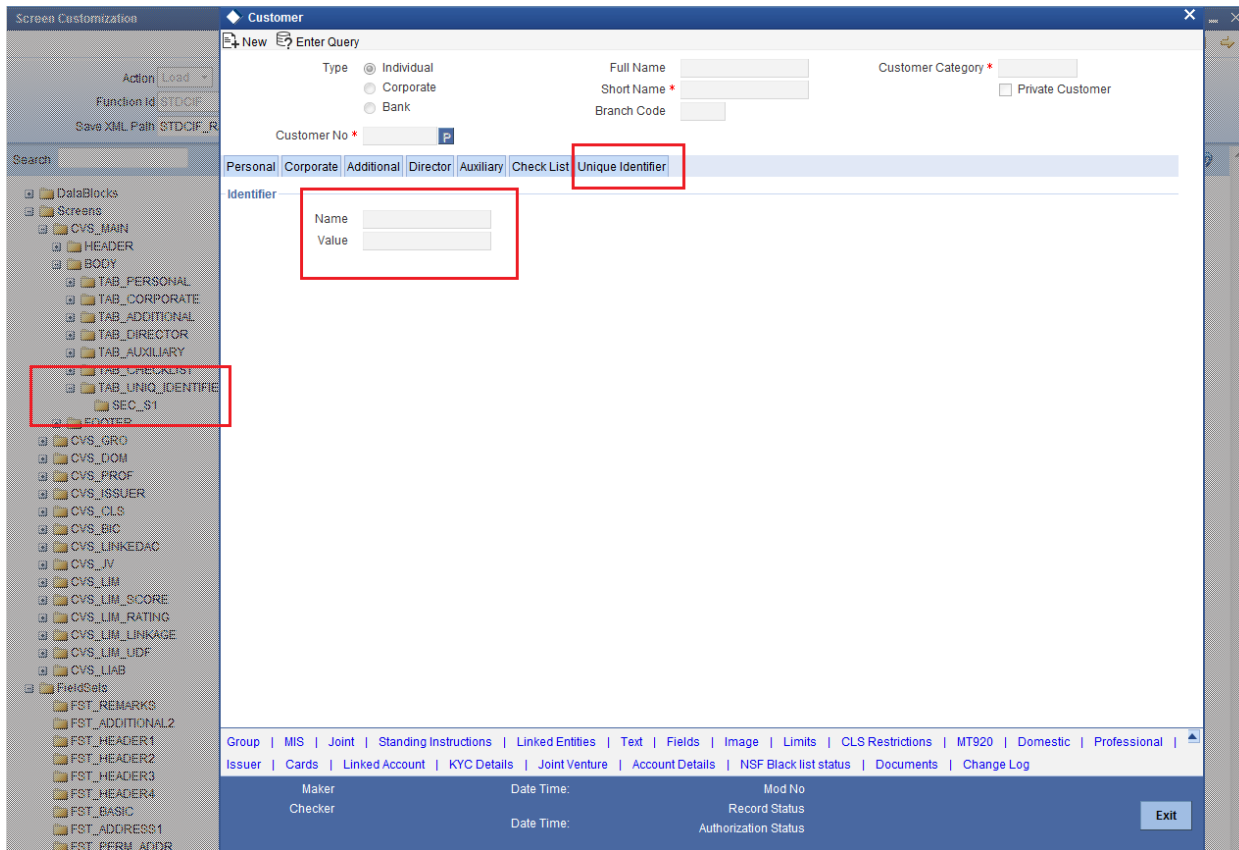 Screen Customization
Customer
New Enter Query
Action Load
Function Id STDCIF
Save XML Path STDCIF_R
Search
DataBlocks
Screens
CVS_MAIN
HEADER
BODY
TAB_PERSONAL
TAB_CORPORATE
TAB_ADDITIONAL
TAB_DIRECTOR
TAB_AUXILIARY
TAB_CHECKLIST
TAB_UNIQ_IDENTIFIE
SEC_S1
FOOTER
CVS_GRO
CVS_DOM
CVS_PROF
CVS_ISSUER
CVS_CLS
CVS_BIC
CVS_LINKEDAC
CVS_JV
CVS_LIM
CVS_LIM_SCORE
CVS_LIM_RATING
CVS_LIM_LINKAGE
CVS_LIM_UDF
CVS_LIAB
FieldSets
FST_REMARKS
FST_ADDITIONAL2
FST_HEADER1
FST_HEADER2
FST_HEADER3
FST_HEADER4
FST_BASIC
FST_ADDRESS1
FST_PERM_ADDR
Type Individual Full Name Customer Category *
Corporate Short Name * Private Customer
Bank Branch Code
Customer No * P
Personal Corporate Additional Director Auxiliary Check List Unique Identifier
Identifier
Name
Value
Group | MIS | Joint | Standing Instructions | Linked Entities | Text | Fields | Image | Limits | CLS Restrictions | MT920 | Domestic | Professional |
Issuer | Cards | Linked Account | KYC Details | Joint Venture | Account Details | NSF Black list status | Documents | Change Log
Maker Date Time: Mod No
Checker Record Status
Date Time: Authorization Status
Exit